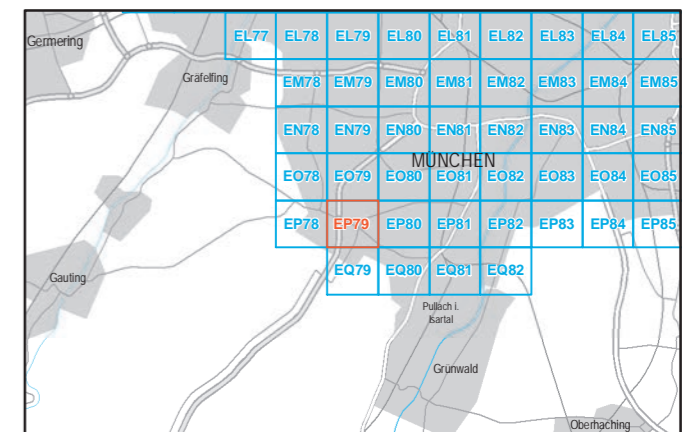 EL77 EL78 EL79 EL80 EL81 EL82 EL83 EL84 EL85
Germering
Gräfelfing
EM78 EM79 EM80 EM81 EM82 EM83 EM84 EM85
EN78 EN79 EN80 EN81 EN82 EN83 EN84 EN85
MÜNCHEN
EO78 EO79 EO80 EO81 EO82 EO83 EO84 EO85
EP78 EP79 EP80 EP81 EP82 EP83 EP84 EP85
EQ79 EQ80 EQ81 EQ82
Gauting
Pullach i.
Isartal
Grünwald
Oberhaching